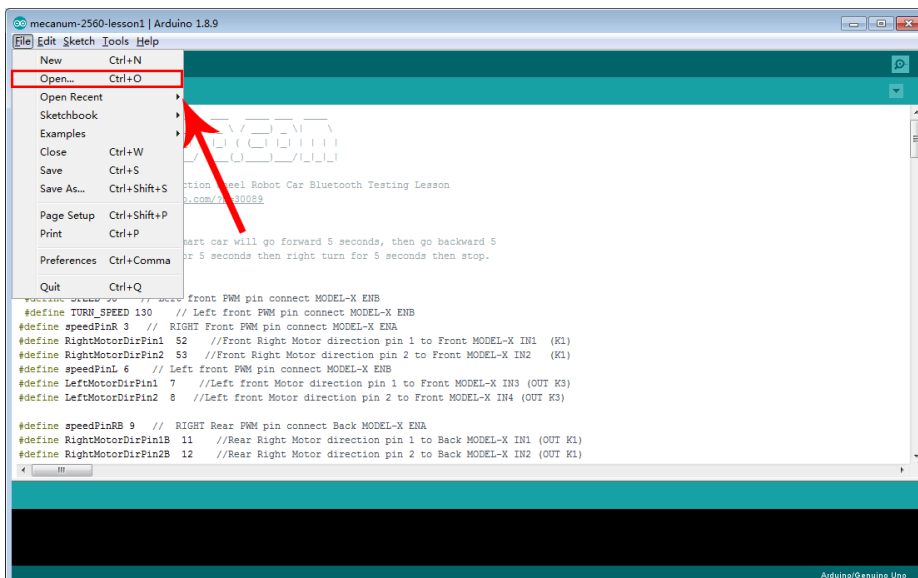 mecanum-2560-lesson1 | Arduino 1.8.9
File Edit Sketch Tools Help
New Ctrl+N
Open... Ctrl+O
Open Recent
Sketchbook
Examples
Close Ctrl+W
Save Ctrl+S
Save As... Ctrl+Shift+S
Page Setup Ctrl+Shift+P
Print Ctrl+P
Preferences Ctrl+Comma
Quit Ctrl+Q
Robot Car Bluetooth Testing Lesson
car will go forward 5 seconds, then go backward 5
5 seconds then right turn for 5 seconds then stop.
front PWM pin connect MODEL-X ENB
#define TURN_SPEED 130 // Left front PWM pin connect MODEL-X ENB
#define speedPinR 3 // RIGHT Front PWM pin connect MODEL-X ENA
#define RightMotorDirPin1 52 //Front Right Motor direction pin 1 to Front MODEL-X IN1 (K1)
#define RightMotorDirPin2 53 //Front Right Motor direction pin 2 to Front MODEL-X IN2 (K1)
#define speedPinL 6 // Left front PWM pin connect MODEL-X ENB
#define LeftMotorDirPin1 7 //Left front Motor direction pin 1 to Front MODEL-X IN3 (OUT K3)
#define LeftMotorDirPin2 8 //Left front Motor direction pin 2 to Front MODEL-X IN4 (OUT K3)
#define speedPinRB 9 // RIGHT Rear PWM pin connect Back MODEL-X ENA
#define RightMotorDirPin1B 11 //Rear Right Motor direction pin 1 to Back MODEL-X IN1 (OUT K1)
#define RightMotorDirPin2B 12 //Rear Right Motor direction pin 2 to Back MODEL-X IN2 (OUT K1)
Arduino/Genuino Uno